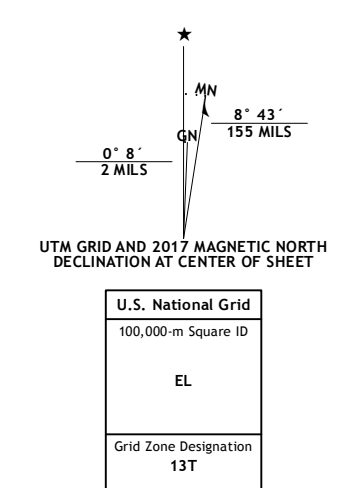 MN
8° 43´
155 MILS
GN
0° 8´
2 MILS
UTM GRID AND 2017 MAGNETIC NORTH
DECLINATION AT CENTER OF SHEET
U.S. National Grid
100,000-m Square ID
EL
Grid Zone Designation
13T